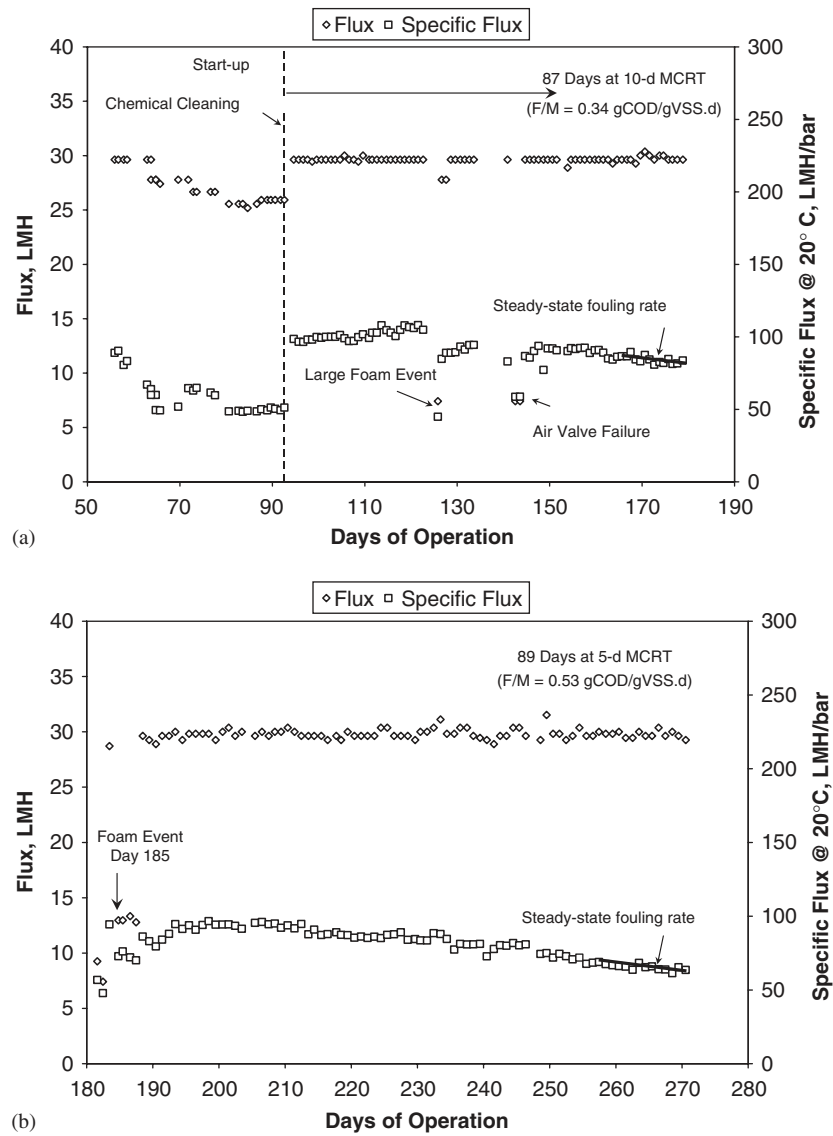 ◇ Flux □ Specific Flux
40
35
30
25
20
15
10
5
0
Flux, LMH
300
250
200
150
100
50
0
Specific Flux @ 20° C, LMH/bar
Start-up
Chemical Cleaning
87 Days at 10-d MCRT
(F/M = 0.34 gCOD/gVSS.d)
Steady-state fouling rate
Large Foam Event
Air Valve Failure
50 70 90 110 130 150 170 190
Days of Operation
(a)
◇ Flux □ Specific Flux
40
35
30
25
20
15
10
5
0
Flux, LMH
300
250
200
150
100
50
0
Specific Flux @ 20°C, LMH/bar
89 Days at 5-d MCRT
(F/M = 0.53 gCOD/gVSS.d)
Foam Event
Day 185
Steady-state fouling rate
180 190 200 210 220 230 240 250 260 270 280
Days of Operation
(b)